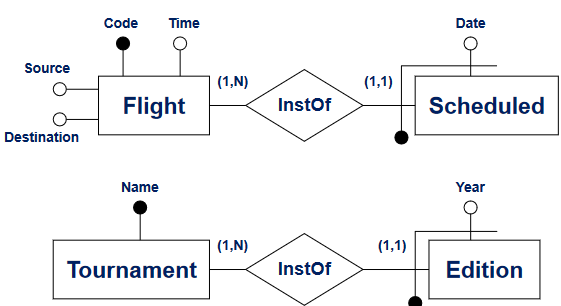 Code Time Date
Source
(1,N) (1,1)
Flight InstOf Scheduled
Destination
Name Year
(1,N) (1,1)
Tournament InstOf Edition